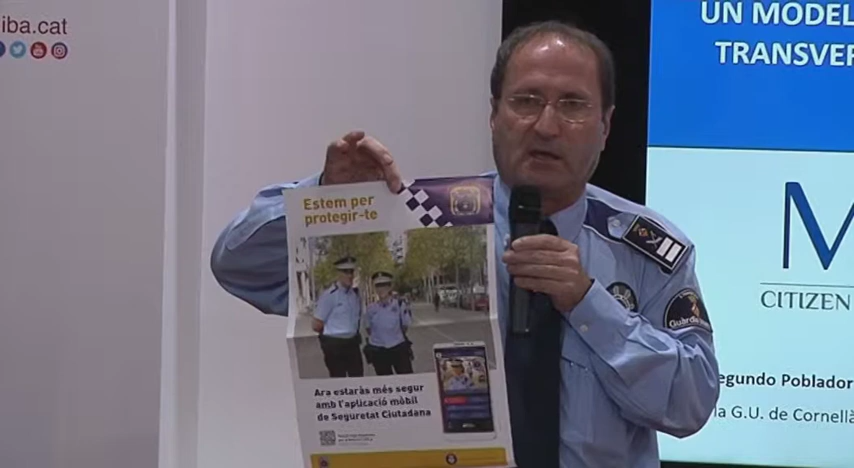 iba.cat
UN MODEL
TRANSVER
Estem per
protegir-te
M
CITIZEN
Ara estaràs més segur
amb l'aplicació mòbil
de Seguretat Ciutadana
egundo Poblador
la G.U. de Cornellà